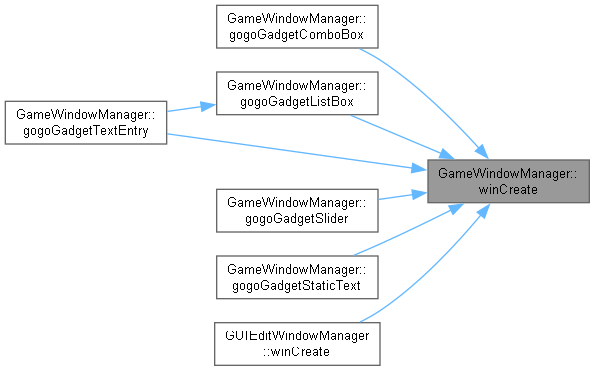 GameWindowManager::
gogoGadgetComboBox
GameWindowManager::
gogoGadgetListBox
GameWindowManager::
gogoGadgetTextEntry
GameWindowManager::
winCreate
GameWindowManager::
gogoGadgetSlider
GameWindowManager::
gogoGadgetStaticText
GUIEditWindowManager
::winCreate